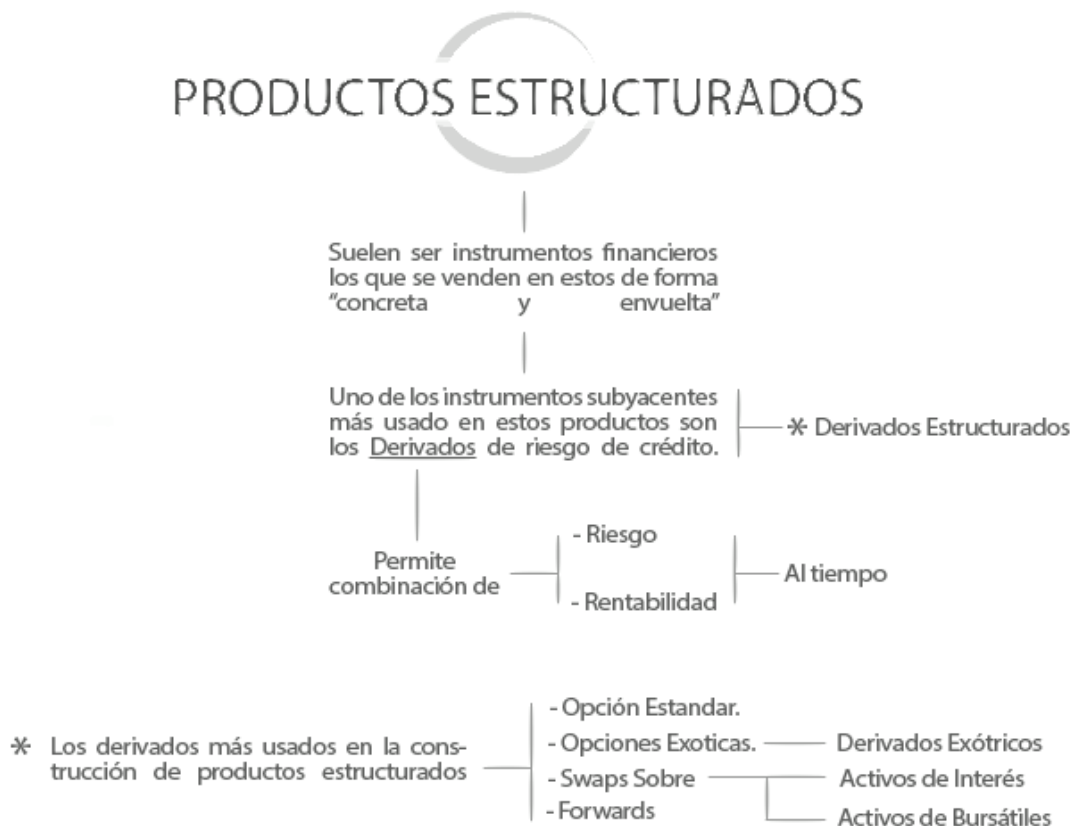 PRODUCTOS ESTRUCTURADOS
Suelen ser instrumentos financieros
los que se venden en estos de forma
“concreta y envuelta”
Uno de los instrumentos subyacentes
más usado en estos productos son
los Derivados de riesgo de crédito.
* Derivados Estructurados
Permite
combinación de
- Riesgo
- Rentabilidad
Al tiempo
* Los derivados más usados en la cons-
trucción de productos estructurados
- Opción Estandar.
- Opciones Exoticas.
Derivados Exótricos
- Swaps Sobre
Activos de Interés
- Forwards
Activos de Bursátiles